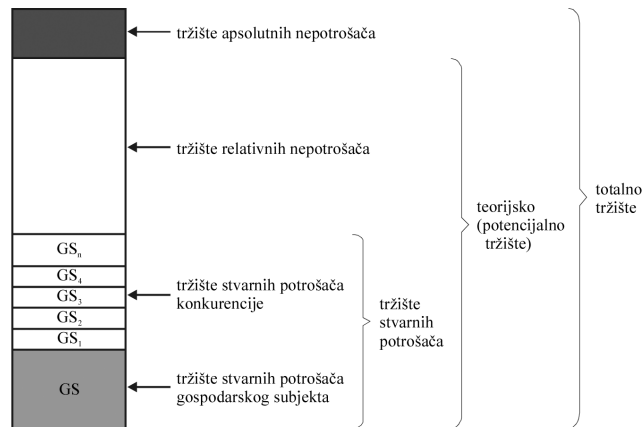 tržište apsolutnih nepotrošača
tržište relativnih nepotrošača
totalno
tržište
teorijsko
(potencijalno
tržište)
GSn
GS4
GS3
GS2
GS1
tržište stvarnih potrošača
konkurencije
tržište
stvarnih
potrošača
GS
tržište stvarnih potrošača
gospodarskog subjekta